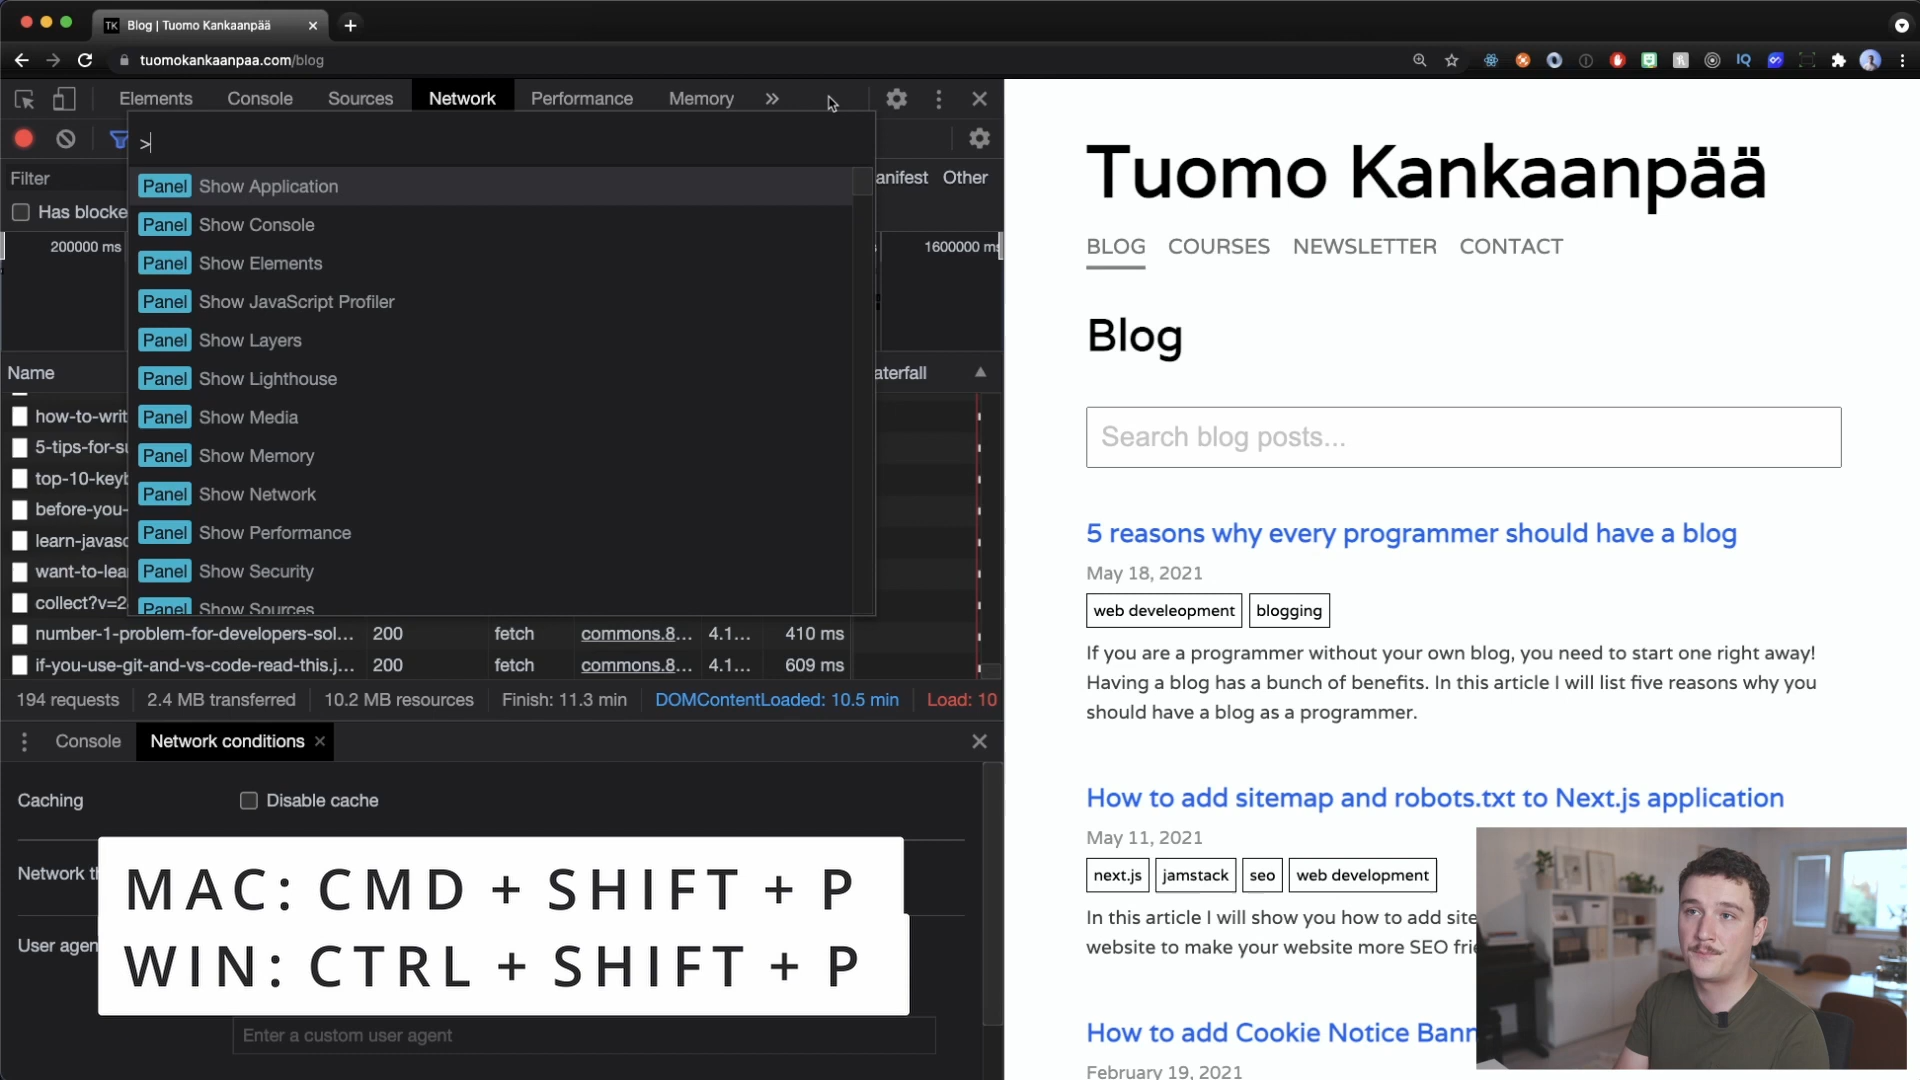 TK Blog | Tuomo Kankaanpää
tuomokankaanpaa.com/blog
IQ
Elements Console Sources Network Performance Memory
>
Filter
anifest Other
Has blocke
200000 ms
1600000 ms
Panel Show Application
Panel Show Console
Panel Show Elements
Panel Show JavaScript Profiler
Panel Show Layers
Panel Show Lighthouse
Panel Show Media
Panel Show Memory
Panel Show Network
Panel Show Performance
Panel Show Security
Panel Show Sources
Name
aterfall
how-to-writ
5-tips-for-su
top-10-keyb
before-you-
learn-javasc
want-to-lear
collect?v=2
number-1-problem-for-developers-sol... 200 fetch commons.8... 4.1... 410 ms
if-you-use-git-and-vs-code-read-this.j... 200 fetch commons.8... 4.1... 609 ms
194 requests 2.4 MB transferred 10.2 MB resources Finish: 11.3 min DOMContentLoaded: 10.5 min Load: 10
Console Network conditions
Caching Disable cache
Network th
User agen
MAC: CMD + SHIFT + P
WIN: CTRL + SHIFT + P
Enter a custom user agent
Tuomo Kankaanpää
BLOG COURSES NEWSLETTER CONTACT
Blog
Search blog posts...
5 reasons why every programmer should have a blog
May 18, 2021
web develeopment blogging
If you are a programmer without your own blog, you need to start one right away!
Having a blog has a bunch of benefits. In this article I will list five reasons why you
should have a blog as a programmer.
How to add sitemap and robots.txt to Next.js application
May 11, 2021
next.js jamstack seo web development
In this article I will show you how to add site
website to make your website more SEO frie
How to add Cookie Notice Bann
February 19, 2021